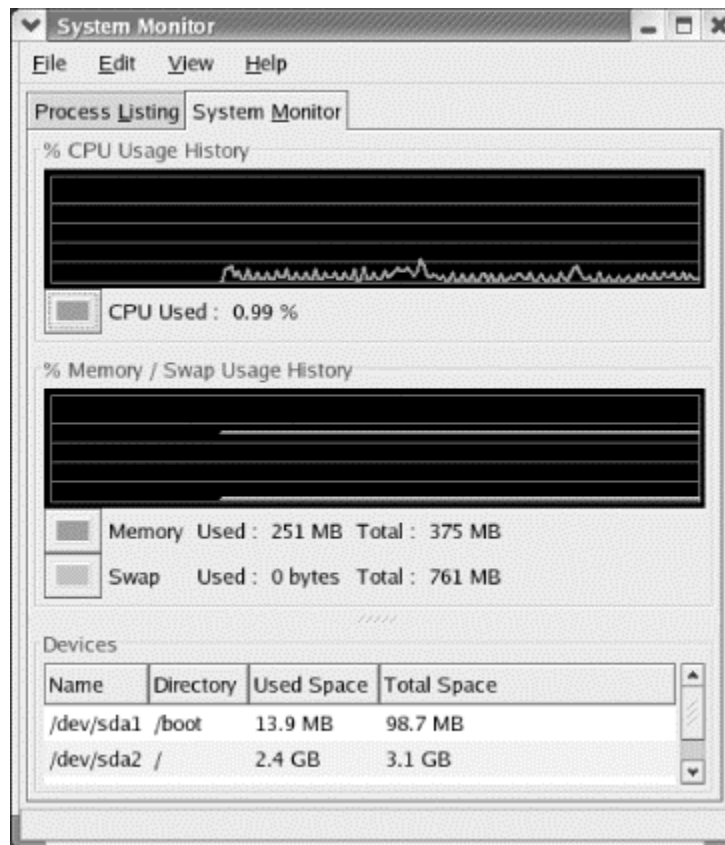 System Monitor
File Edit View Help
Process Listing System Monitor
% CPU Usage History
CPU Used : 0.99 %
% Memory / Swap Usage History
Memory Used : 251 MB Total : 375 MB
Swap Used : 0 bytes Total : 761 MB
Devices
Name Directory Used Space Total Space
/dev/sda1 /boot 13.9 MB 98.7 MB
/dev/sda2 / 2.4 GB 3.1 GB